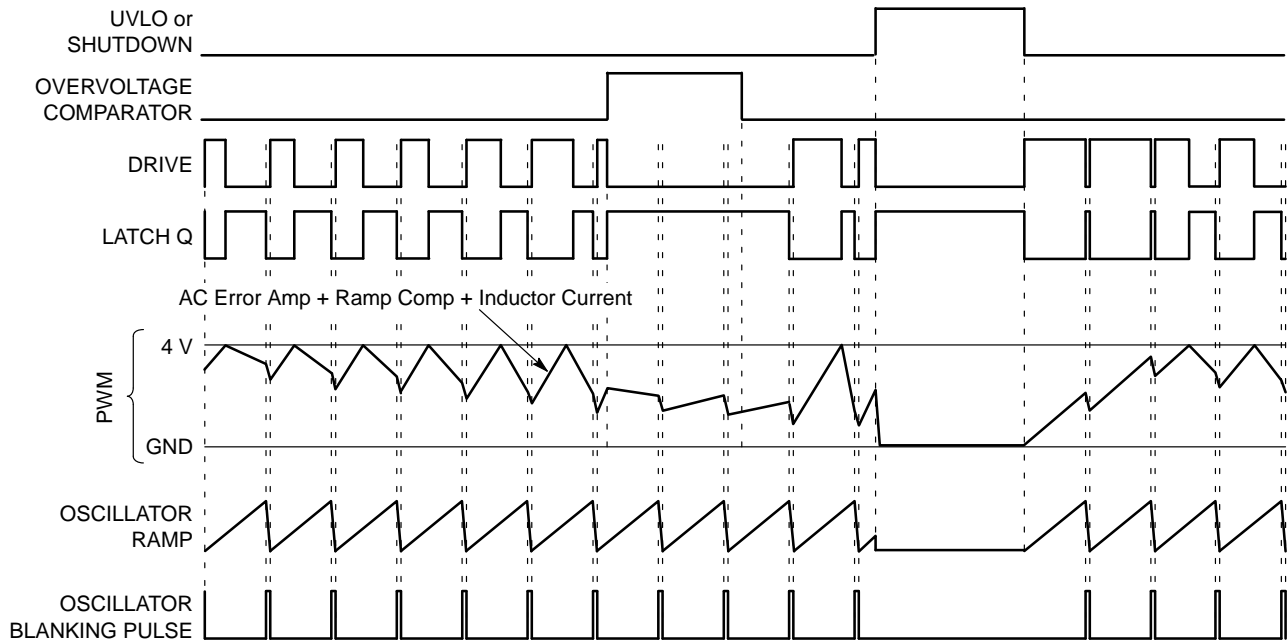 UVLO or
SHUTDOWN
OVERVOLTAGE
COMPARATOR
DRIVE
LATCH Q
AC Error Amp + Ramp Comp + Inductor Current
PWM
4 V
GND
OSCILLATOR
RAMP
OSCILLATOR
BLANKING PULSE